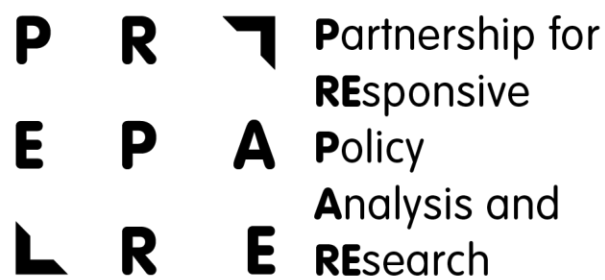 P R
E P A
R E
Partnership for
REsponsive
Policy
Analysis and
REsearch